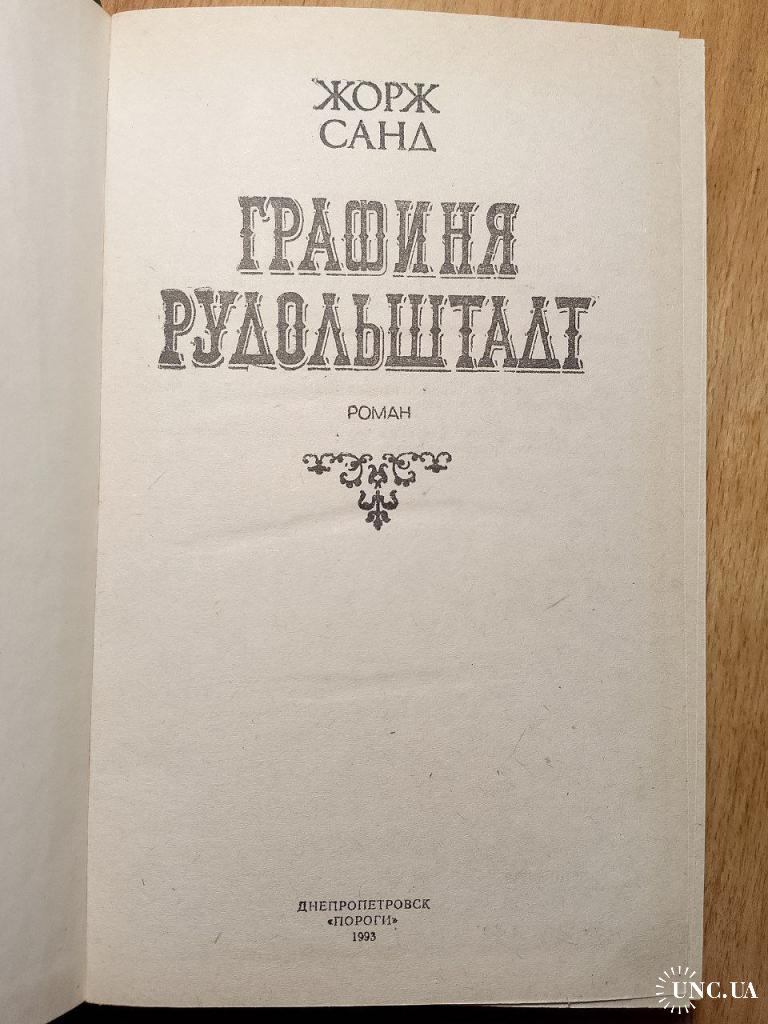 ЖОРЖ
САНД
ГРАФИНЯ
РУДОЛЬШТАДТ
РОМАН
ДНЕПРОПЕТРОВСК
«ПОРОГИ»
1993
UNC.UA